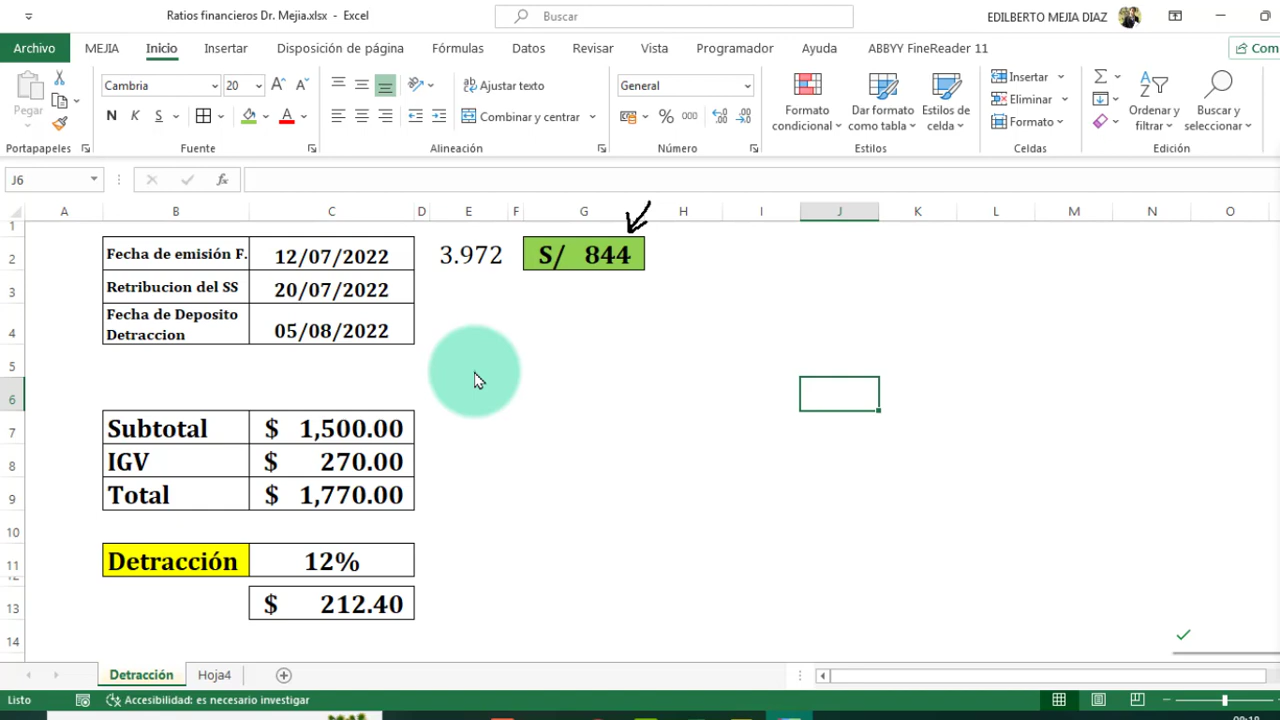 Ratios financieros Dr. Mejia.xlsx - Excel
Buscar
EDILBERTO MEJIA DIAZ
Archivo MEJIA Inicio Insertar Disposición de página Fórmulas Datos Revisar Vista Programador Ayuda ABBYY FineReader 11 Com
Pegar
Portapapeles
Cambria 20 A A
N K S A
Fuente
Ajustar texto
Combinar y centrar
Alineación
General
% 000
Número
Formato condicional
Dar formato como tabla
Estilos de celda
Estilos
Insertar
Eliminar
Formato
Celdas
Ordenar y filtrar
Buscar y seleccionar
Edición
J6 fx
A B C D E F G H I J K L M N O
1
2 Fecha de emisión F. 12/07/2022 3.972 S/ 844
3 Retribucion del SS 20/07/2022
4 Fecha de Deposito Detraccion 05/08/2022
5
6
7 Subtotal $ 1,500.00
8 IGV $ 270.00
9 Total $ 1,770.00
10
11 Detracción 12%
13 $ 212.40
14
Detracción Hoja4
Listo Accesibilidad: es necesario investigar